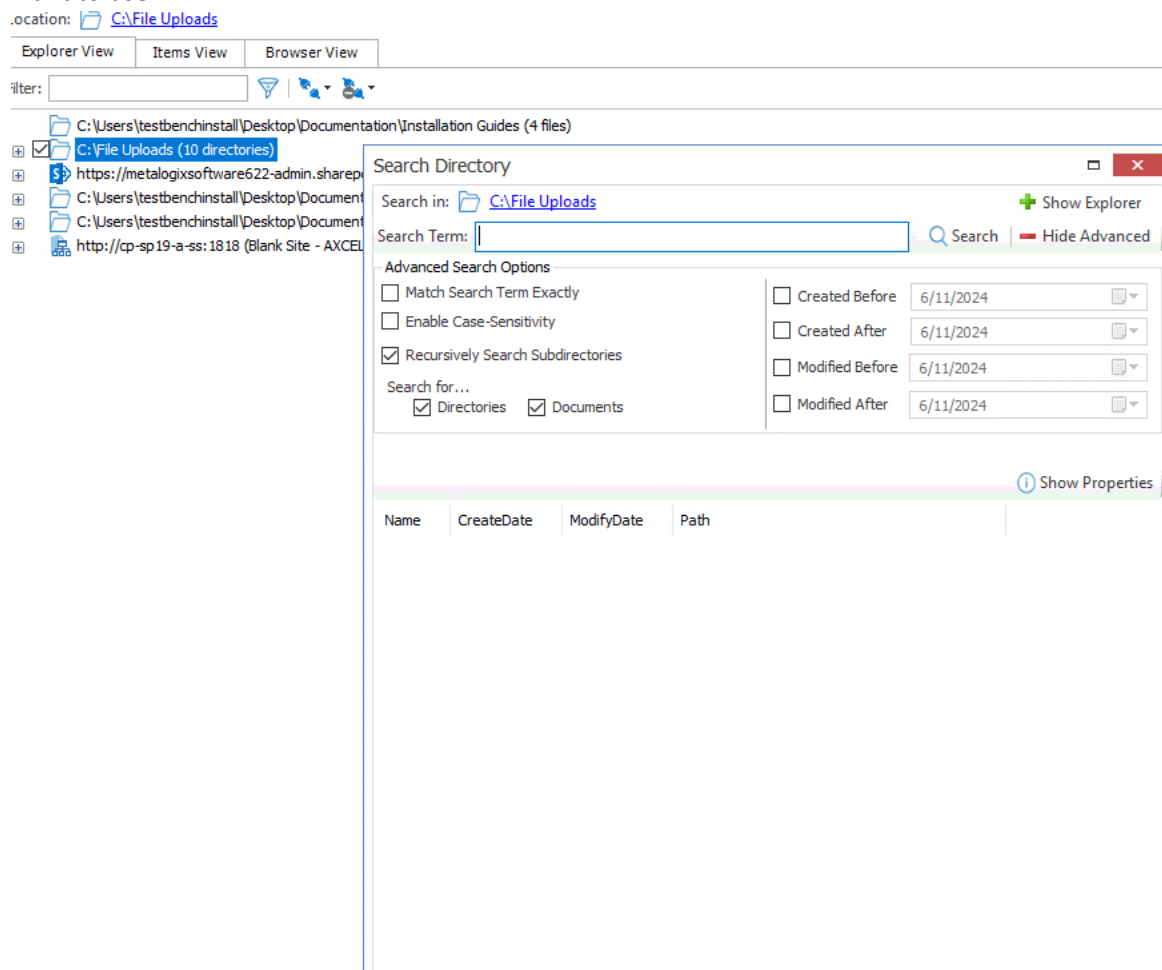 .ocation: C:\File Uploads
Explorer View Items View Browser View
ilter:
C:\Users\testbenchinstall\Desktop\Documentation\Installation Guides (4 files)
C:\File Uploads (10 directories)
https://metalogixsoftware622-admin.sharep
C:\Users\testbenchinstall\Desktop\Document
C:\Users\testbenchinstall\Desktop\Document
http://cp-sp19-a-ss:1818 (Blank Site - AXCEL
Search Directory
Search in: C:\File Uploads Show Explorer
Search Term: Search Hide Advanced
Advanced Search Options
Match Search Term Exactly
Enable Case-Sensitivity
Recursively Search Subdirectories
Search for...
Directories Documents
Created Before 6/11/2024
Created After 6/11/2024
Modified Before 6/11/2024
Modified After 6/11/2024
Show Properties
Name CreateDate ModifyDate Path